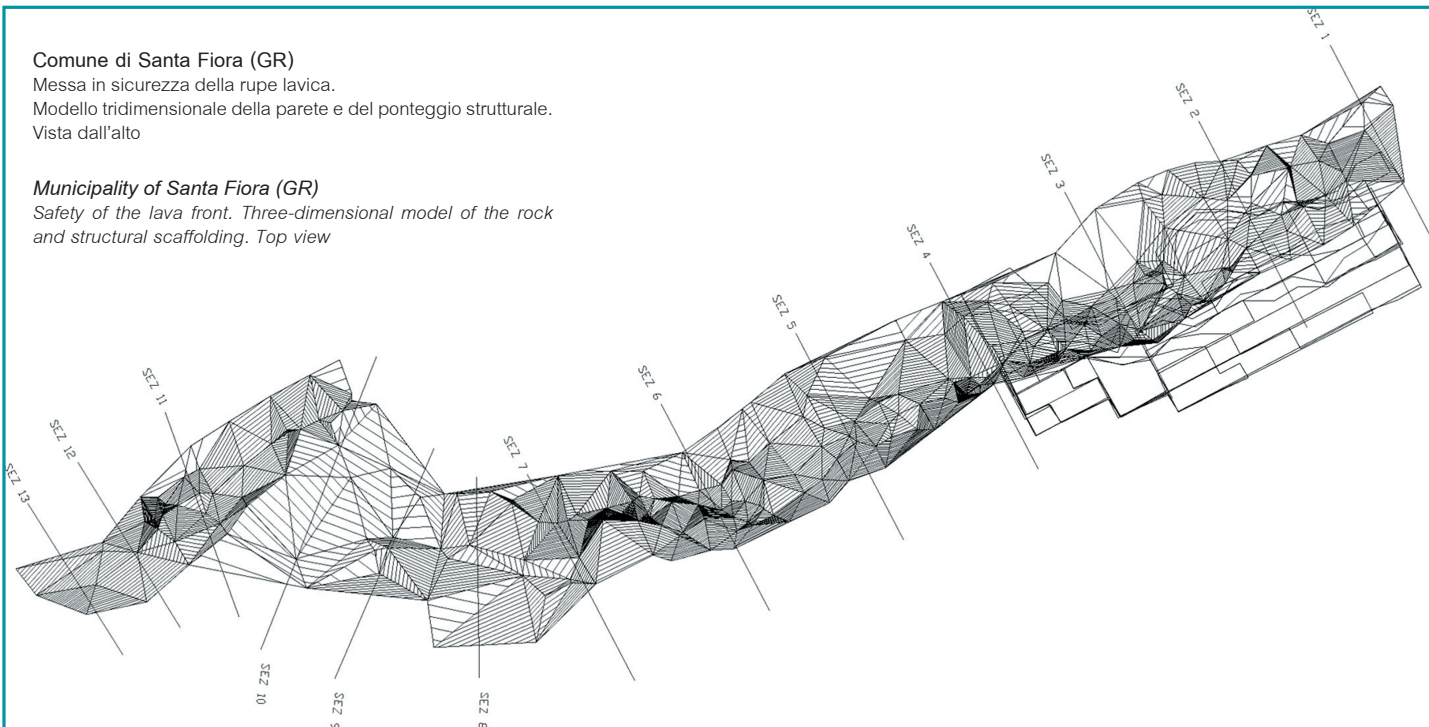 Comune di Santa Fiora (GR)
Messa in sicurezza della rupe lavica.
Modello tridimensionale della parete e del ponteggio strutturale.
Vista dall'alto
Municipality of Santa Fiora (GR)
Safety of the lava front. Three-dimensional model of the rock
and structural scaffolding. Top view
SEZ 1
SEZ 2
SEZ 3
SEZ 4
SEZ 5
SEZ 6
SEZ 7
SEZ 8
SEZ 9
SEZ 10
SEZ 11
SEZ 12
SEZ 13